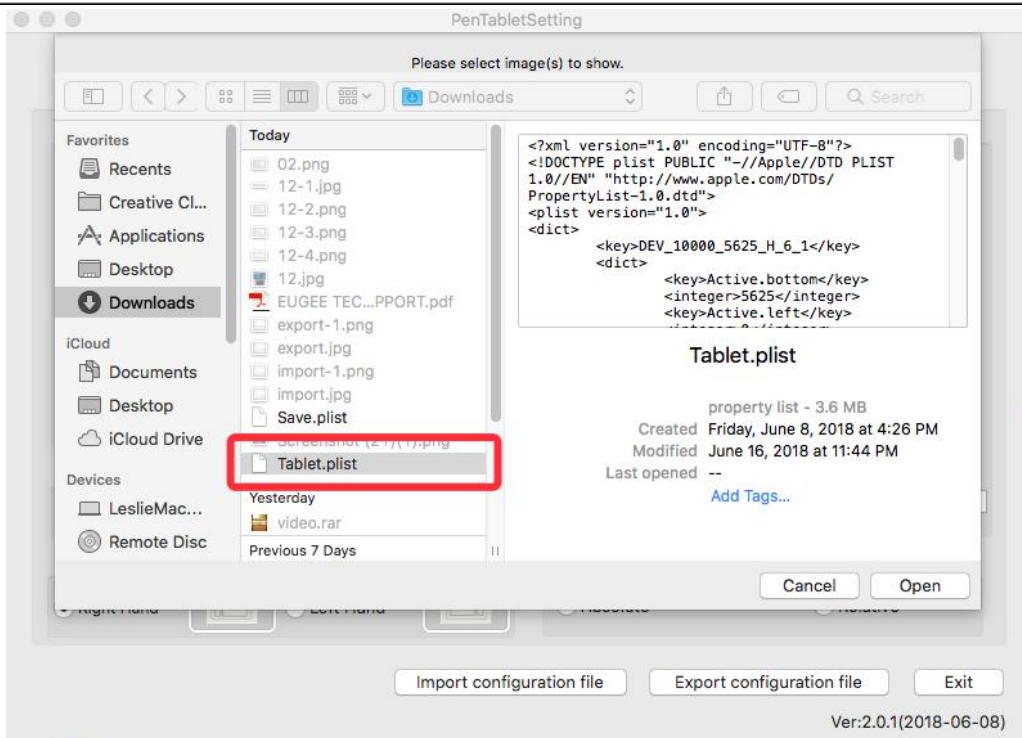 PenTabletSetting
Please select image(s) to show.
Downloads
Search
Favorites
Recents
Creative Cl...
Applications
Desktop
Downloads
iCloud
Documents
Desktop
iCloud Drive
Devices
LeslieMac...
Remote Disc
Today
02.png
12-1.jpg
12-2.png
12-3.png
12-4.png
12.jpg
EUGEE TEC...PPORT.pdf
export-1.png
export.jpg
import-1.png
import.jpg
Save.plist
Tablet.plist
Yesterday
video.rar
Previous 7 Days
<?xml version="1.0" encoding="UTF-8"?>
<!DOCTYPE plist PUBLIC "-//Apple//DTD PLIST
1.0//EN" "http://www.apple.com/DTDs/
PropertyList-1.0.dtd">
<plist version="1.0">
<dict>
<key>DEV_10000_5625_H_6_1</key>
<dict>
<key>Active.bottom</key>
<integer>5625</integer>
<key>Active.left</key>
Tablet.plist
property list - 3.6 MB
Created Friday, June 8, 2018 at 4:26 PM
Modified June 16, 2018 at 11:44 PM
Last opened --
Add Tags...
Cancel
Open
Import configuration file
Export configuration file
Exit
Ver:2.0.1(2018-06-08)